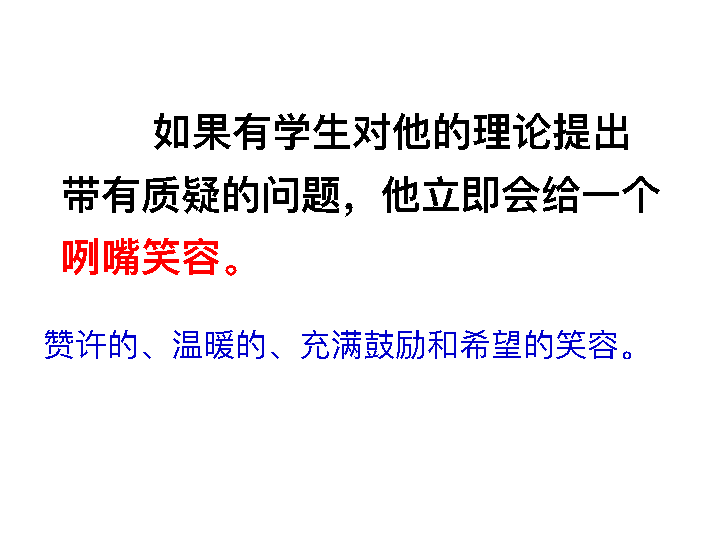 如果有学生对他的理论提出
带有质疑的问题，他立即会给一个
咧嘴笑容。
赞许的、温暖的、充满鼓励和希望的笑容。